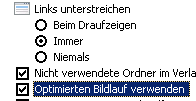 Links unterstreichen
Beim Draufzeigen
Immer
Niemals
Nicht verwendete Ordner im Verla
Optimierten Bildlauf verwenden